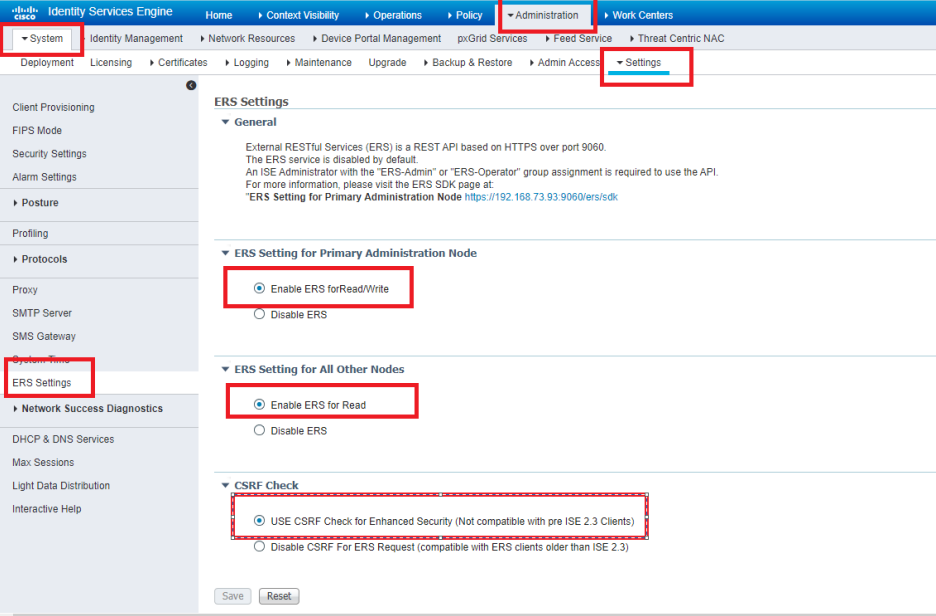 cisco Identity Services Engine Home Context Visibility Operations Policy Administration Work Centers
System Identity Management Network Resources Device Portal Management pxGrid Services Feed Service Threat Centric NAC
Deployment Licensing Certificates Logging Maintenance Upgrade Backup & Restore Admin Access Settings
Client Provisioning
FIPS Mode
Security Settings
Alarm Settings
Posture
Profiling
Protocols
Proxy
SMTP Server
SMS Gateway
System Time
ERS Settings
Network Success Diagnostics
DHCP & DNS Services
Max Sessions
Light Data Distribution
Interactive Help
ERS Settings
General
External RESTful Services (ERS) is a REST API based on HTTPS over port 9060.
The ERS service is disabled by default.
An ISE Administrator with the "ERS-Admin" or "ERS-Operator" group assignment is required to use the API.
For more information, please visit the ERS SDK page at:
"ERS Setting for Primary Administration Node https://192.168.73.93:9060/ers/sdk
ERS Setting for Primary Administration Node
Enable ERS forRead/Write
Disable ERS
ERS Setting for All Other Nodes
Enable ERS for Read
Disable ERS
CSRF Check
USE CSRF Check for Enhanced Security (Not compatible with pre ISE 2.3 Clients)
Disable CSRF For ERS Request (compatible with ERS clients older than ISE 2.3)
Save Reset